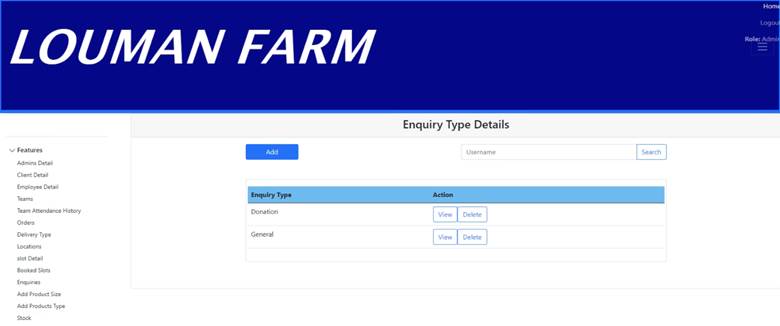 Home
LOUMAN FARM
Logout
Role: Admin
Enquiry Type Details
Add
Username
Search
Features
Admins Detail
Client Detail
Employee Detail
Teams
Team Attendance History
Orders
Delivery Type
Locations
slot Detail
Booked Slots
Enquiries
Add Product Size
Add Products Type
Stock
Enquiry Type Action
Donation View Delete
General View Delete